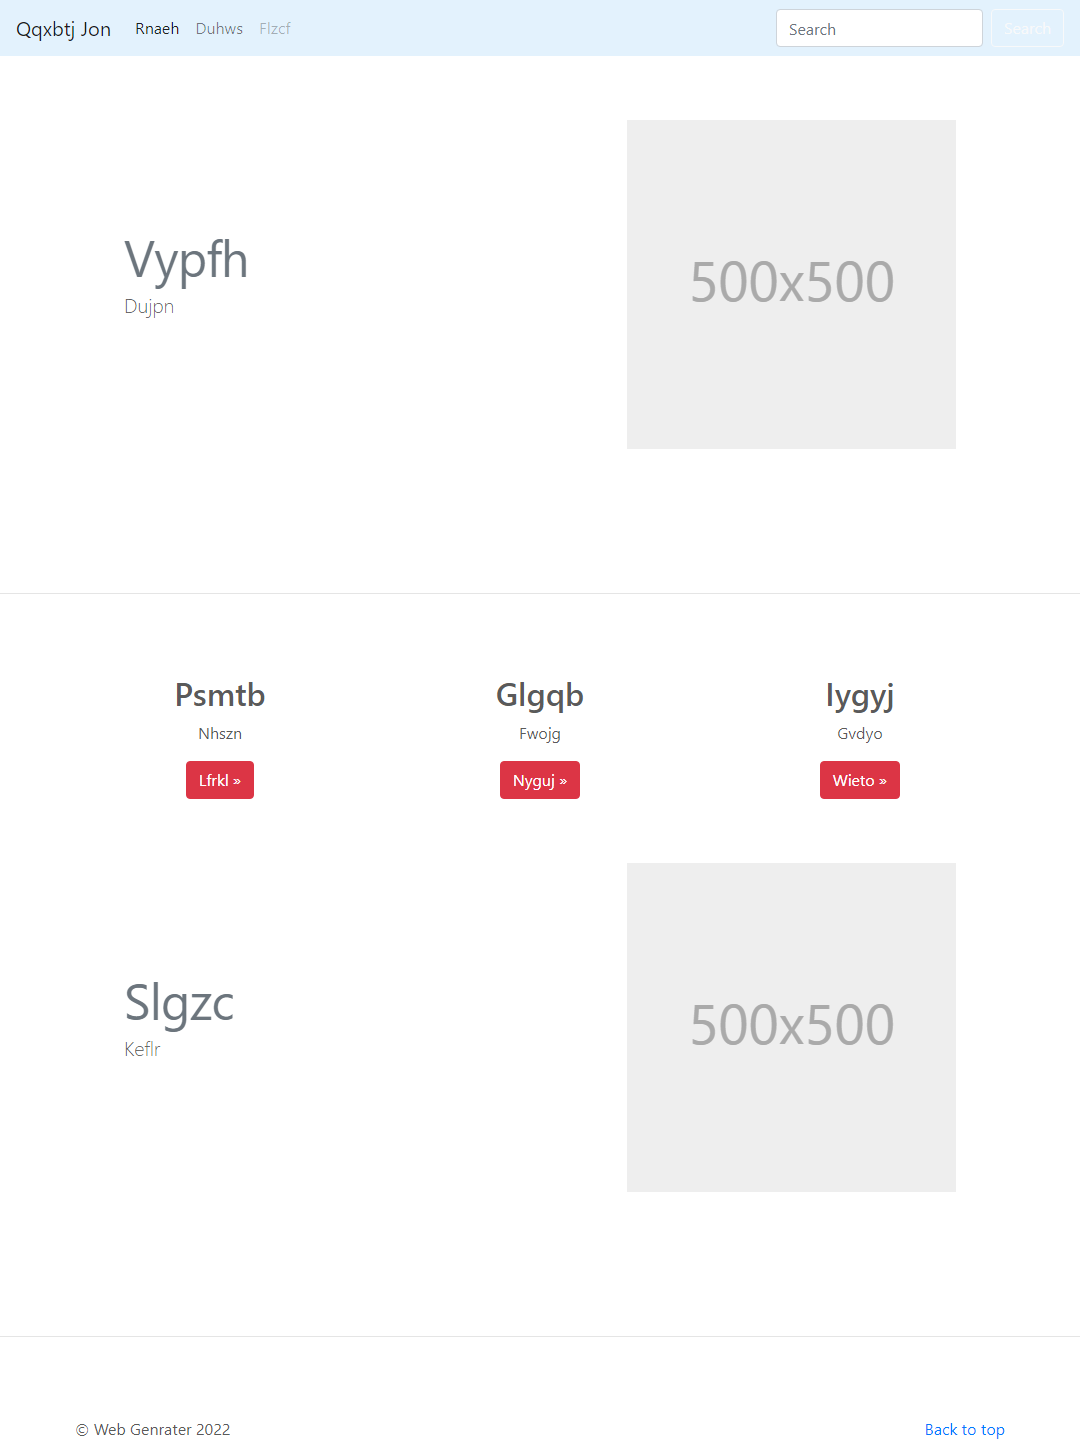 Qqxbtj Jon Rnaeh Duhws Flzcf Search Search
Vypfh
Dujpn
500x500
Psmtb Glgqb Iygyj
Nhszn Fwojg Gvdyo
Lfrkl » Nyguj » Wieto »
Slgzc
Keflr
500x500
© Web Genrater 2022 Back to top